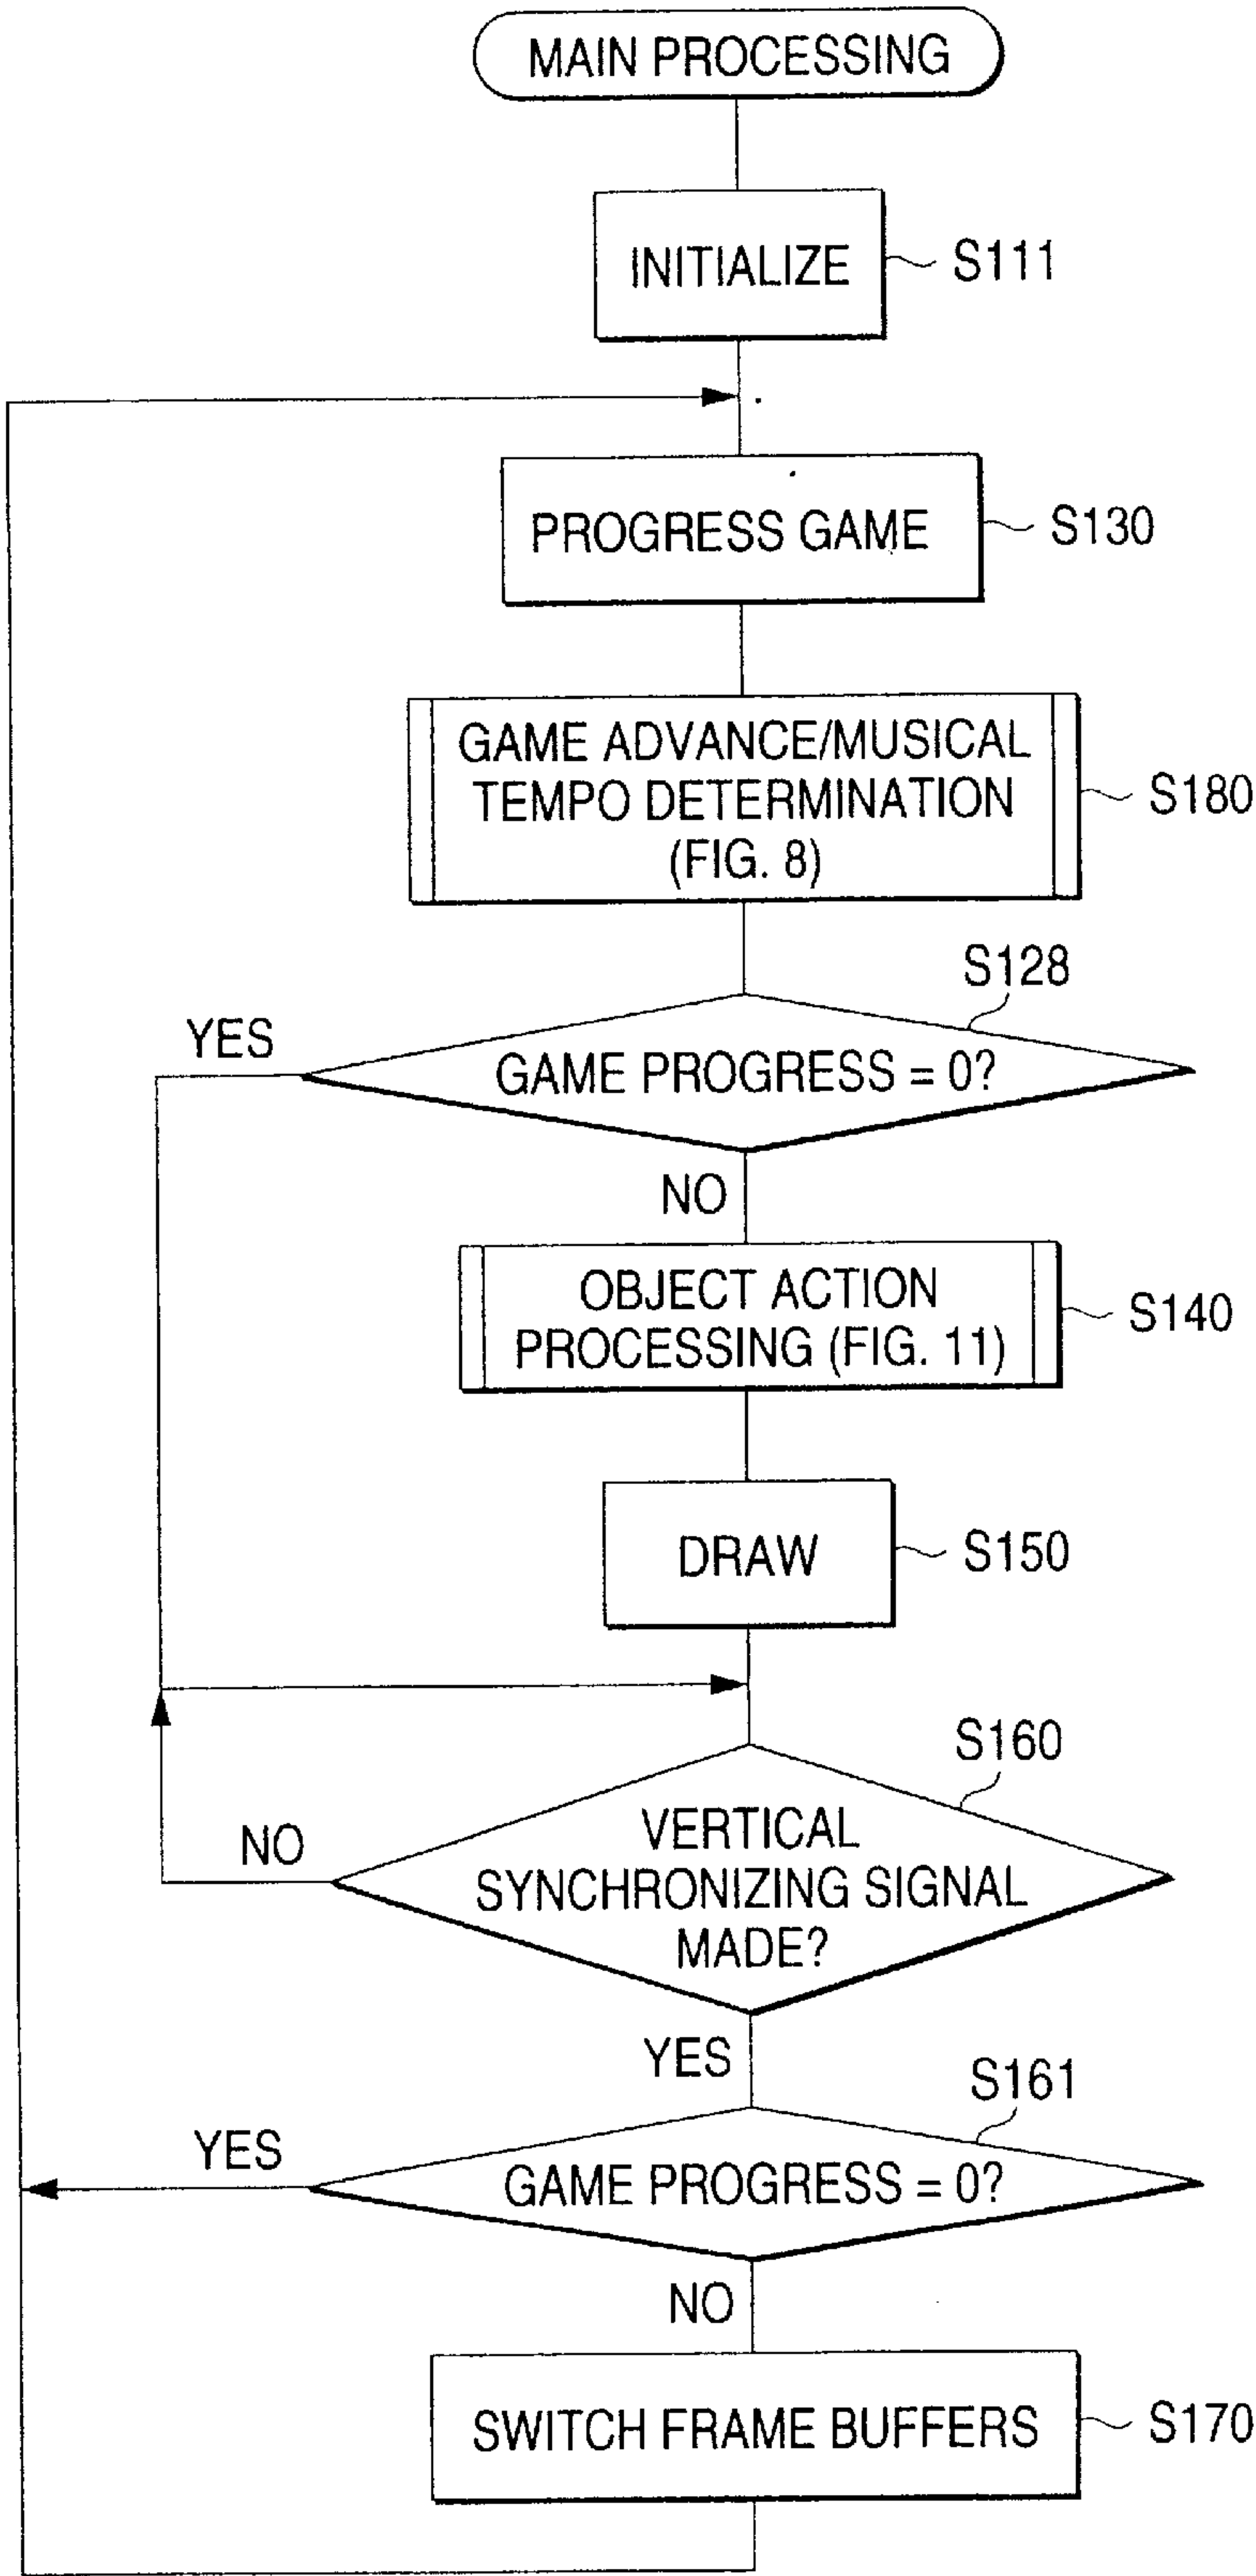 MAIN PROCESSING
INITIALIZE
S111
PROGRESS GAME
S130
GAME ADVANCE/MUSICAL
TEMPO DETERMINATION
(FIG. 8)
S180
S128
YES
GAME PROGRESS = 0?
NO
OBJECT ACTION
PROCESSING (FIG. 11)
S140
DRAW
S150
S160
NO
VERTICAL
SYNCHRONIZING SIGNAL
MADE?
YES
S161
YES
GAME PROGRESS = 0?
NO
SWITCH FRAME BUFFERS
S170